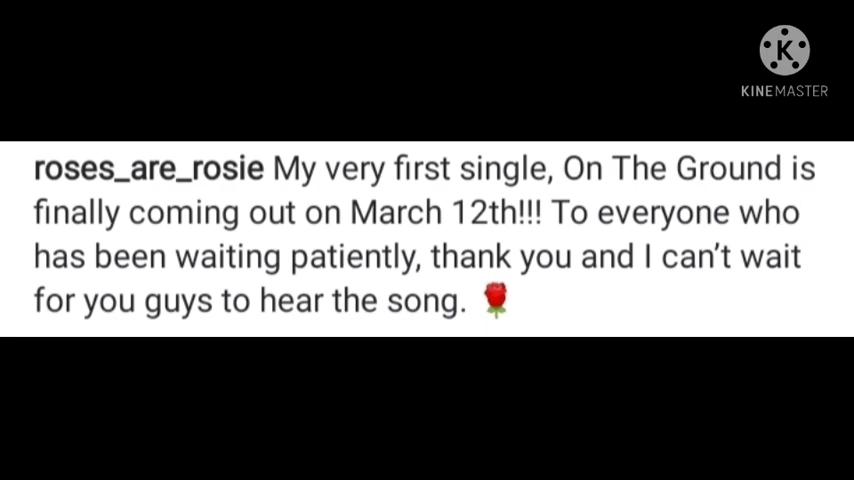 K
KINEMASTER
roses_are_rosie My very first single, On The Ground is
finally coming out on March 12th!!! To everyone who
has been waiting patiently, thank you and I can't wait
for you guys to hear the song. 🌹